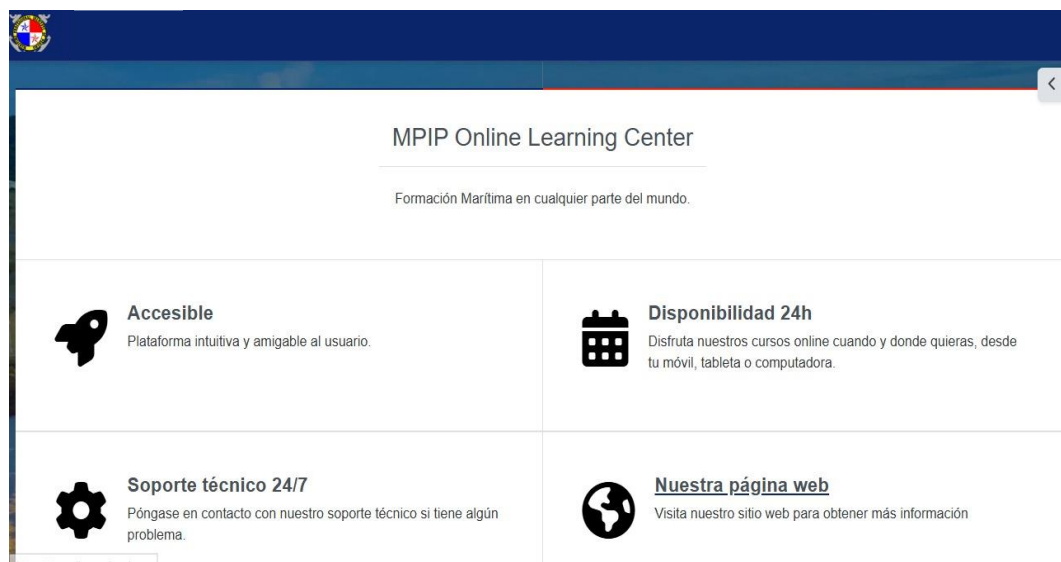 MPIP Online Learning Center
Formación Marítima en cualquier parte del mundo.
Accesible
Plataforma intuitiva y amigable al usuario.
Disponibilidad 24h
Disfruta nuestros cursos online cuando y donde quieras, desde
tu móvil, tableta o computadora.
Soporte técnico 24/7
Póngase en contacto con nuestro soporte técnico si tiene algún
problema.
Nuestra página web
Visita nuestro sitio web para obtener más información